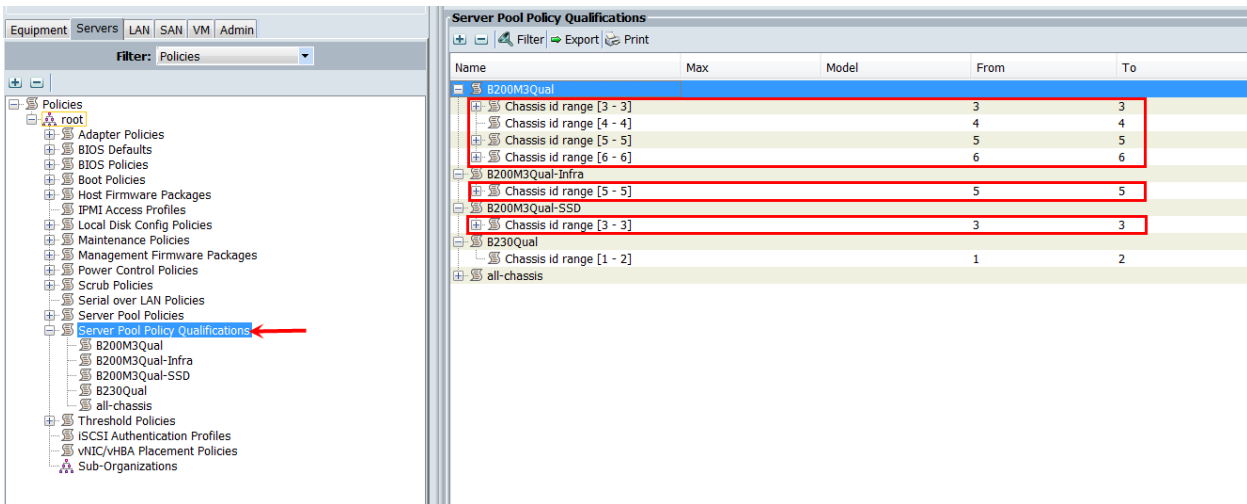 Equipment Servers LAN SAN VM Admin
Filter: Policies
Policies
root
Adapter Policies
BIOS Defaults
BIOS Policies
Boot Policies
Host Firmware Packages
IPMI Access Profiles
Local Disk Config Policies
Maintenance Policies
Management Firmware Packages
Power Control Policies
Scrub Policies
Serial over LAN Policies
Server Pool Policies
Server Pool Policy Qualifications
B200M3Qual
B200M3Qual-Infra
B200M3Qual-SSD
B230Qual
all-chassis
Threshold Policies
iSCSI Authentication Profiles
vNIC/vHBA Placement Policies
Sub-Organizations
Server Pool Policy Qualifications
Filter Export Print
Name Max Model From To
B200M3Qual
Chassis id range [3 - 3] 3 3
Chassis id range [4 - 4] 4 4
Chassis id range [5 - 5] 5 5
Chassis id range [6 - 6] 6 6
B200M3Qual-Infra
Chassis id range [5 - 5] 5 5
B200M3Qual-SSD
Chassis id range [3 - 3] 3 3
B230Qual
Chassis id range [1 - 2] 1 2
all-chassis